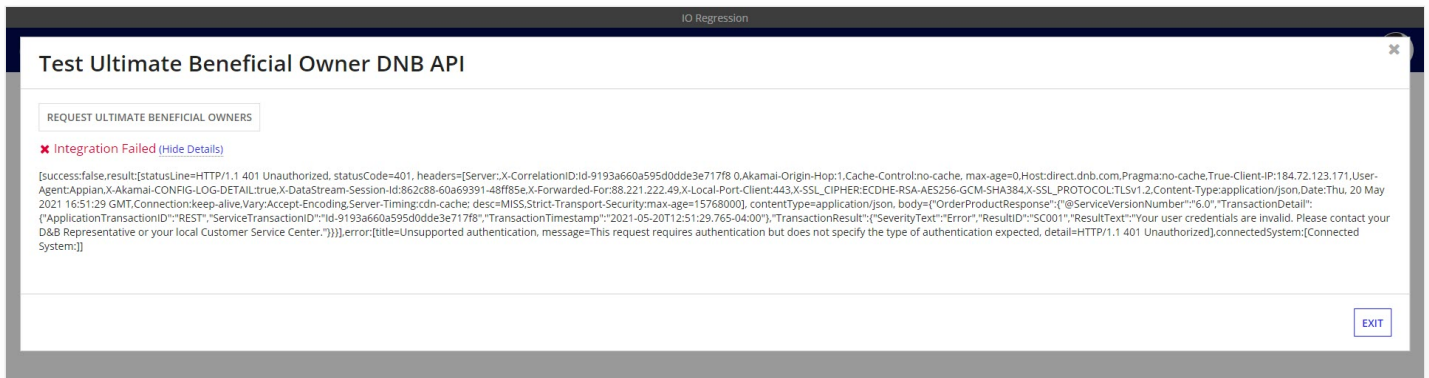 IO Regression
Test Ultimate Beneficial Owner DNB API
REQUEST ULTIMATE BENEFICIAL OWNERS
Integration Failed (Hide Details)
[success:false,result:[statusLine=HTTP/1.1 401 Unauthorized, statusCode=401, headers=[Server:,X-CorrelationID:Id-9193a660a595d0dde3e717f8 0,Akamai-Origin-Hop:1,Cache-Control:no-cache, max-age=0,Host:direct.dnb.com,Pragma:no-cache,True-Client-IP:184.72.123.171,User-
Agent:Appian,X-Akamai-CONFIG-LOG-DETAIL:true,X-DataStream-Session-Id:862c88-60a69391-48ff85e,X-Forwarded-For:88.221.222.49,X-Local-Port-Client:443,X-SSL_CIPHER:ECDHE-RSA-AES256-GCM-SHA384,X-SSL_PROTOCOL:TLSv1.2,Content-Type:application/json,Date:Thu, 20 May
2021 16:51:29 GMT,Connection:keep-alive,Vary:Accept-Encoding,Server-Timing:cdn-cache; desc=MISS,Strict-Transport-Security:max-age=15768000], contentType=application/json, body={"OrderProductResponse":{"@ServiceVersionNumber":"6.0","TransactionDetail":
{"ApplicationTransactionID":"REST","ServiceTransactionID":"Id-9193a660a595d0dde3e717f8","TransactionTimestamp":"2021-05-20T12:51:29.765-04:00"},"TransactionResult":{"SeverityText":"Error","ResultID":"SC001","ResultText":"Your user credentials are invalid. Please contact your
D&B Representative or your local Customer Service Center."}}}],error:[title=Unsupported authentication, message=This request requires authentication but does not specify the type of authentication expected, detail=HTTP/1.1 401 Unauthorized],connectedSystem:[Connected
System:]]
EXIT